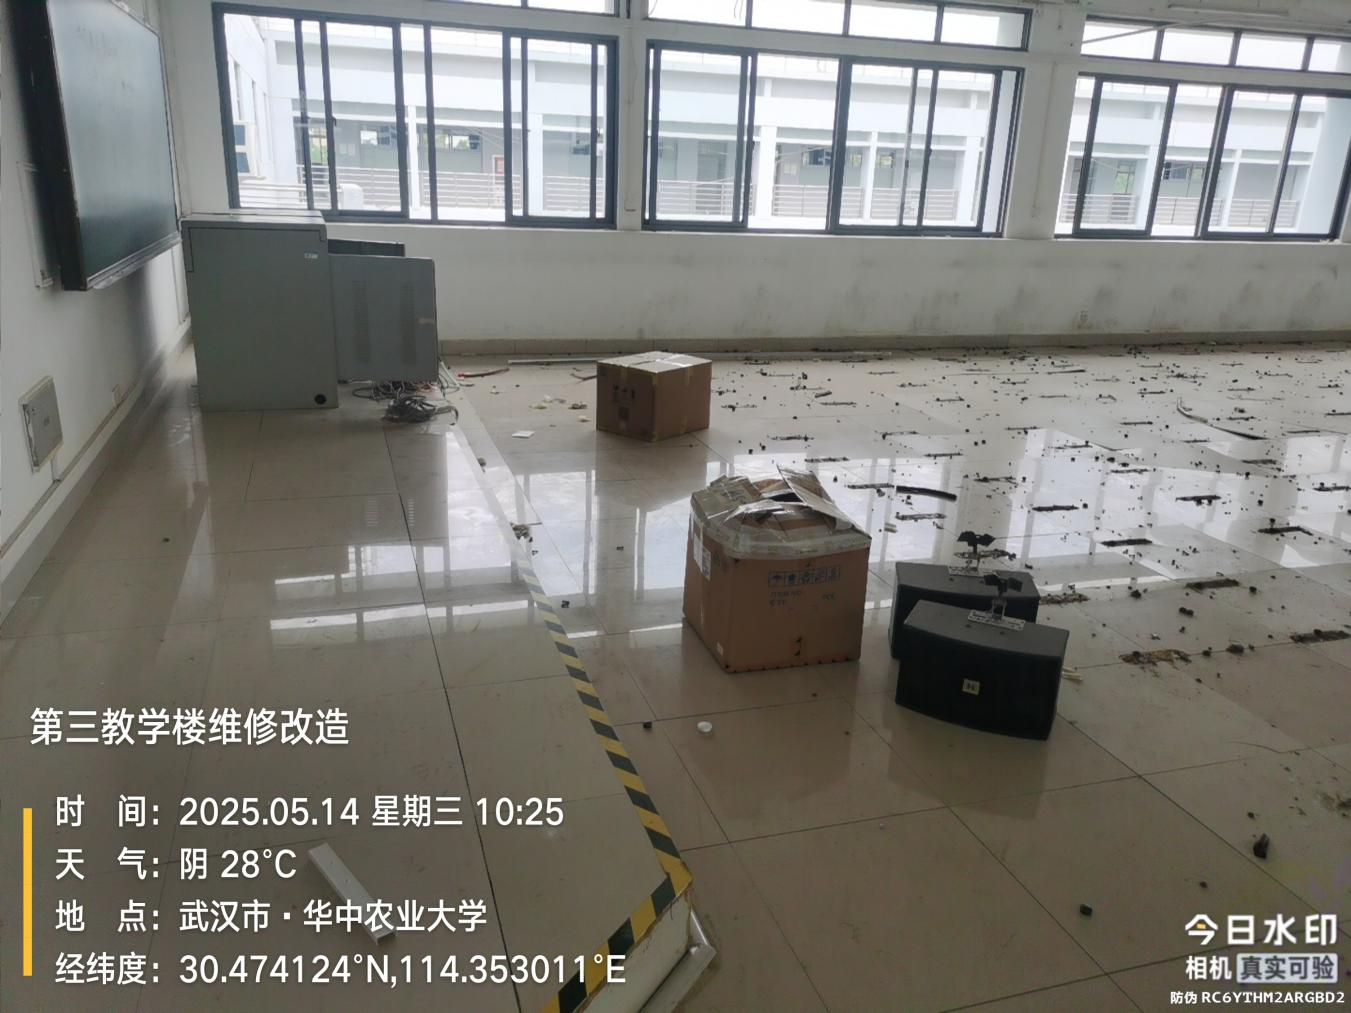 第三教学楼维修改造
时 间：2025.05.14 星期三 10:25
天 气：阴 28°C
地 点：武汉市·华中农业大学
经纬度：30.474124°N,114.353011°E
今日水印
相机 真实可验
防伪 RC6YTHM2ARGBD2